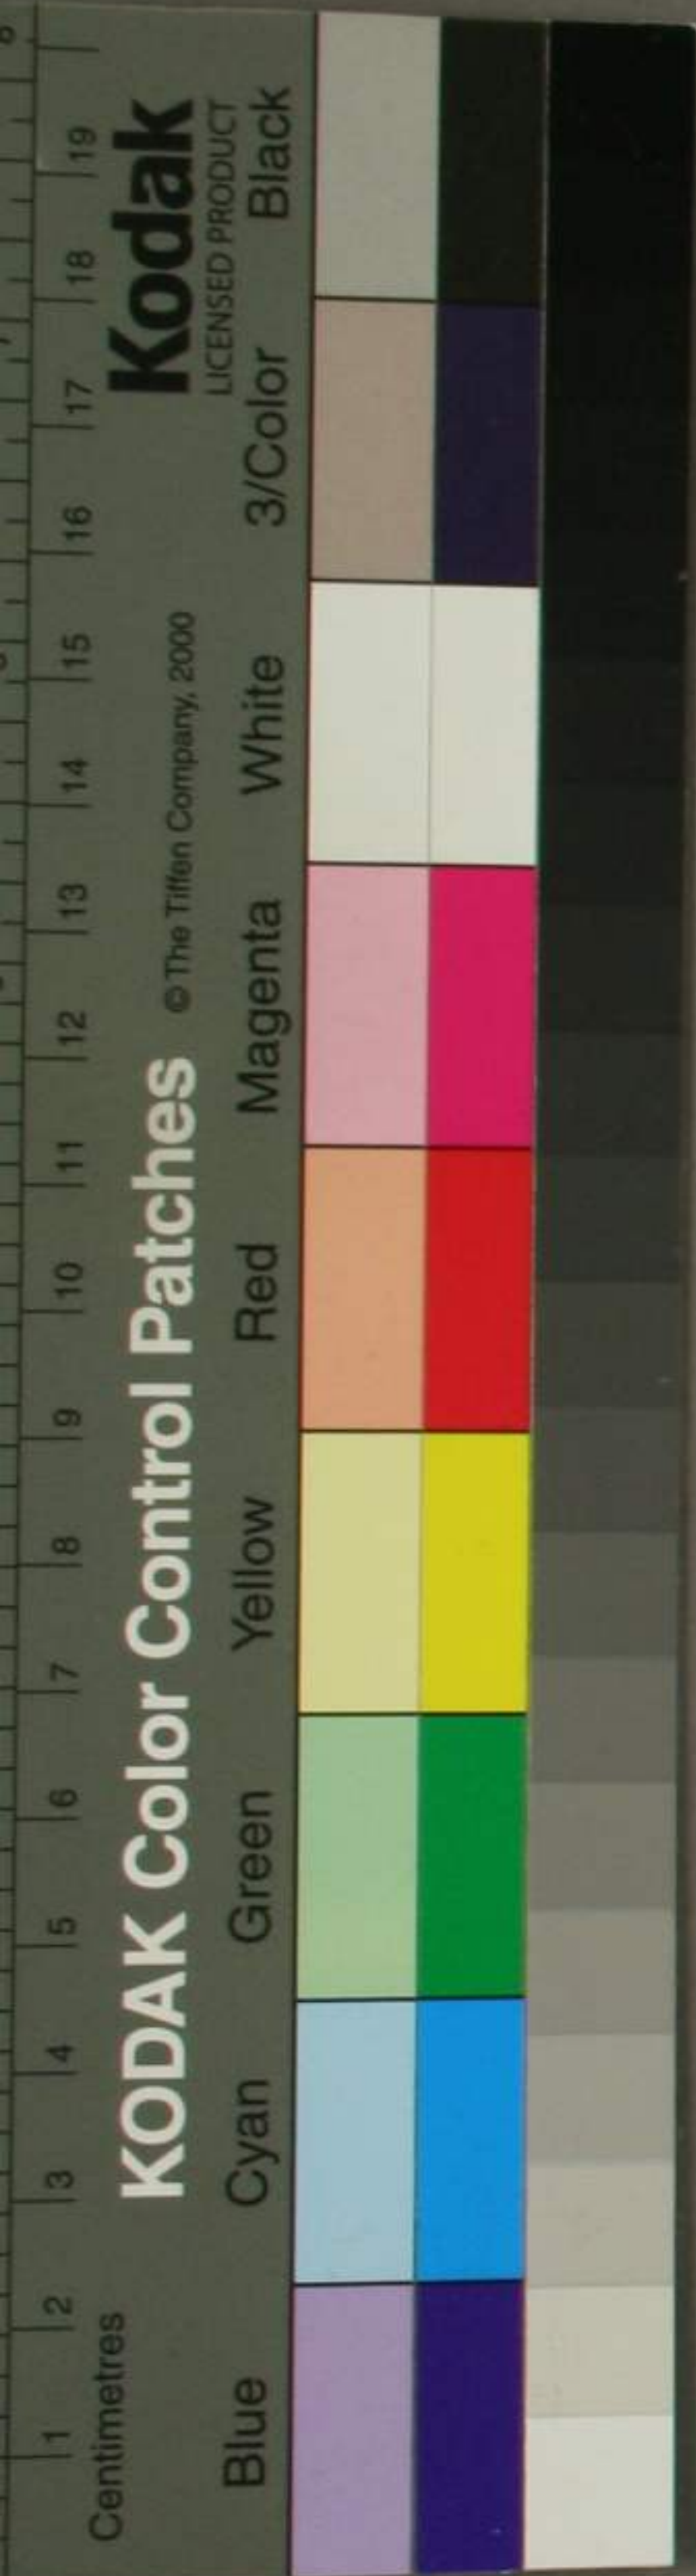 1 2 3 4 5 6 7 8 9 10 11 12 13 14 15 16 17 18 19
Centimetres
KODAK Color Control Patches © The Tiffen Company, 2000 Kodak
LICENSED PRODUCT
Blue Cyan Green Yellow Red Magenta White 3/Color Black